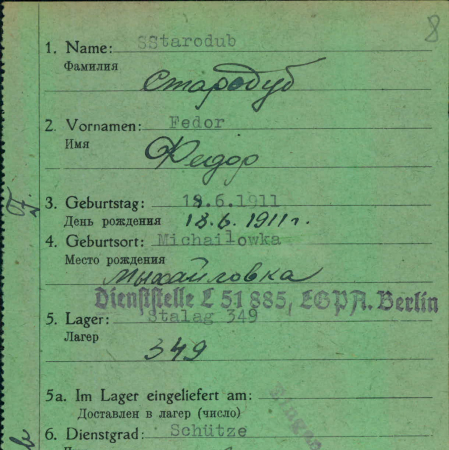 8
1. Name: SStarodub
Фамилия
Стародуб
2. Vornamen: Fedor
Имя
Федор
3. Geburtstag: 18.6.1911
День рождения 18.6.1911г.
4. Geburtsort: Michailowka
Место рождения
Мыхайловка
Dienststelle L 51 885, LGPA. Berlin
5. Lager: Stalag 349
Лагерь
349
5a. Im Lager eingeliefert am:
Доставлен в лагерь (число)
6. Dienstgrad: Schütze